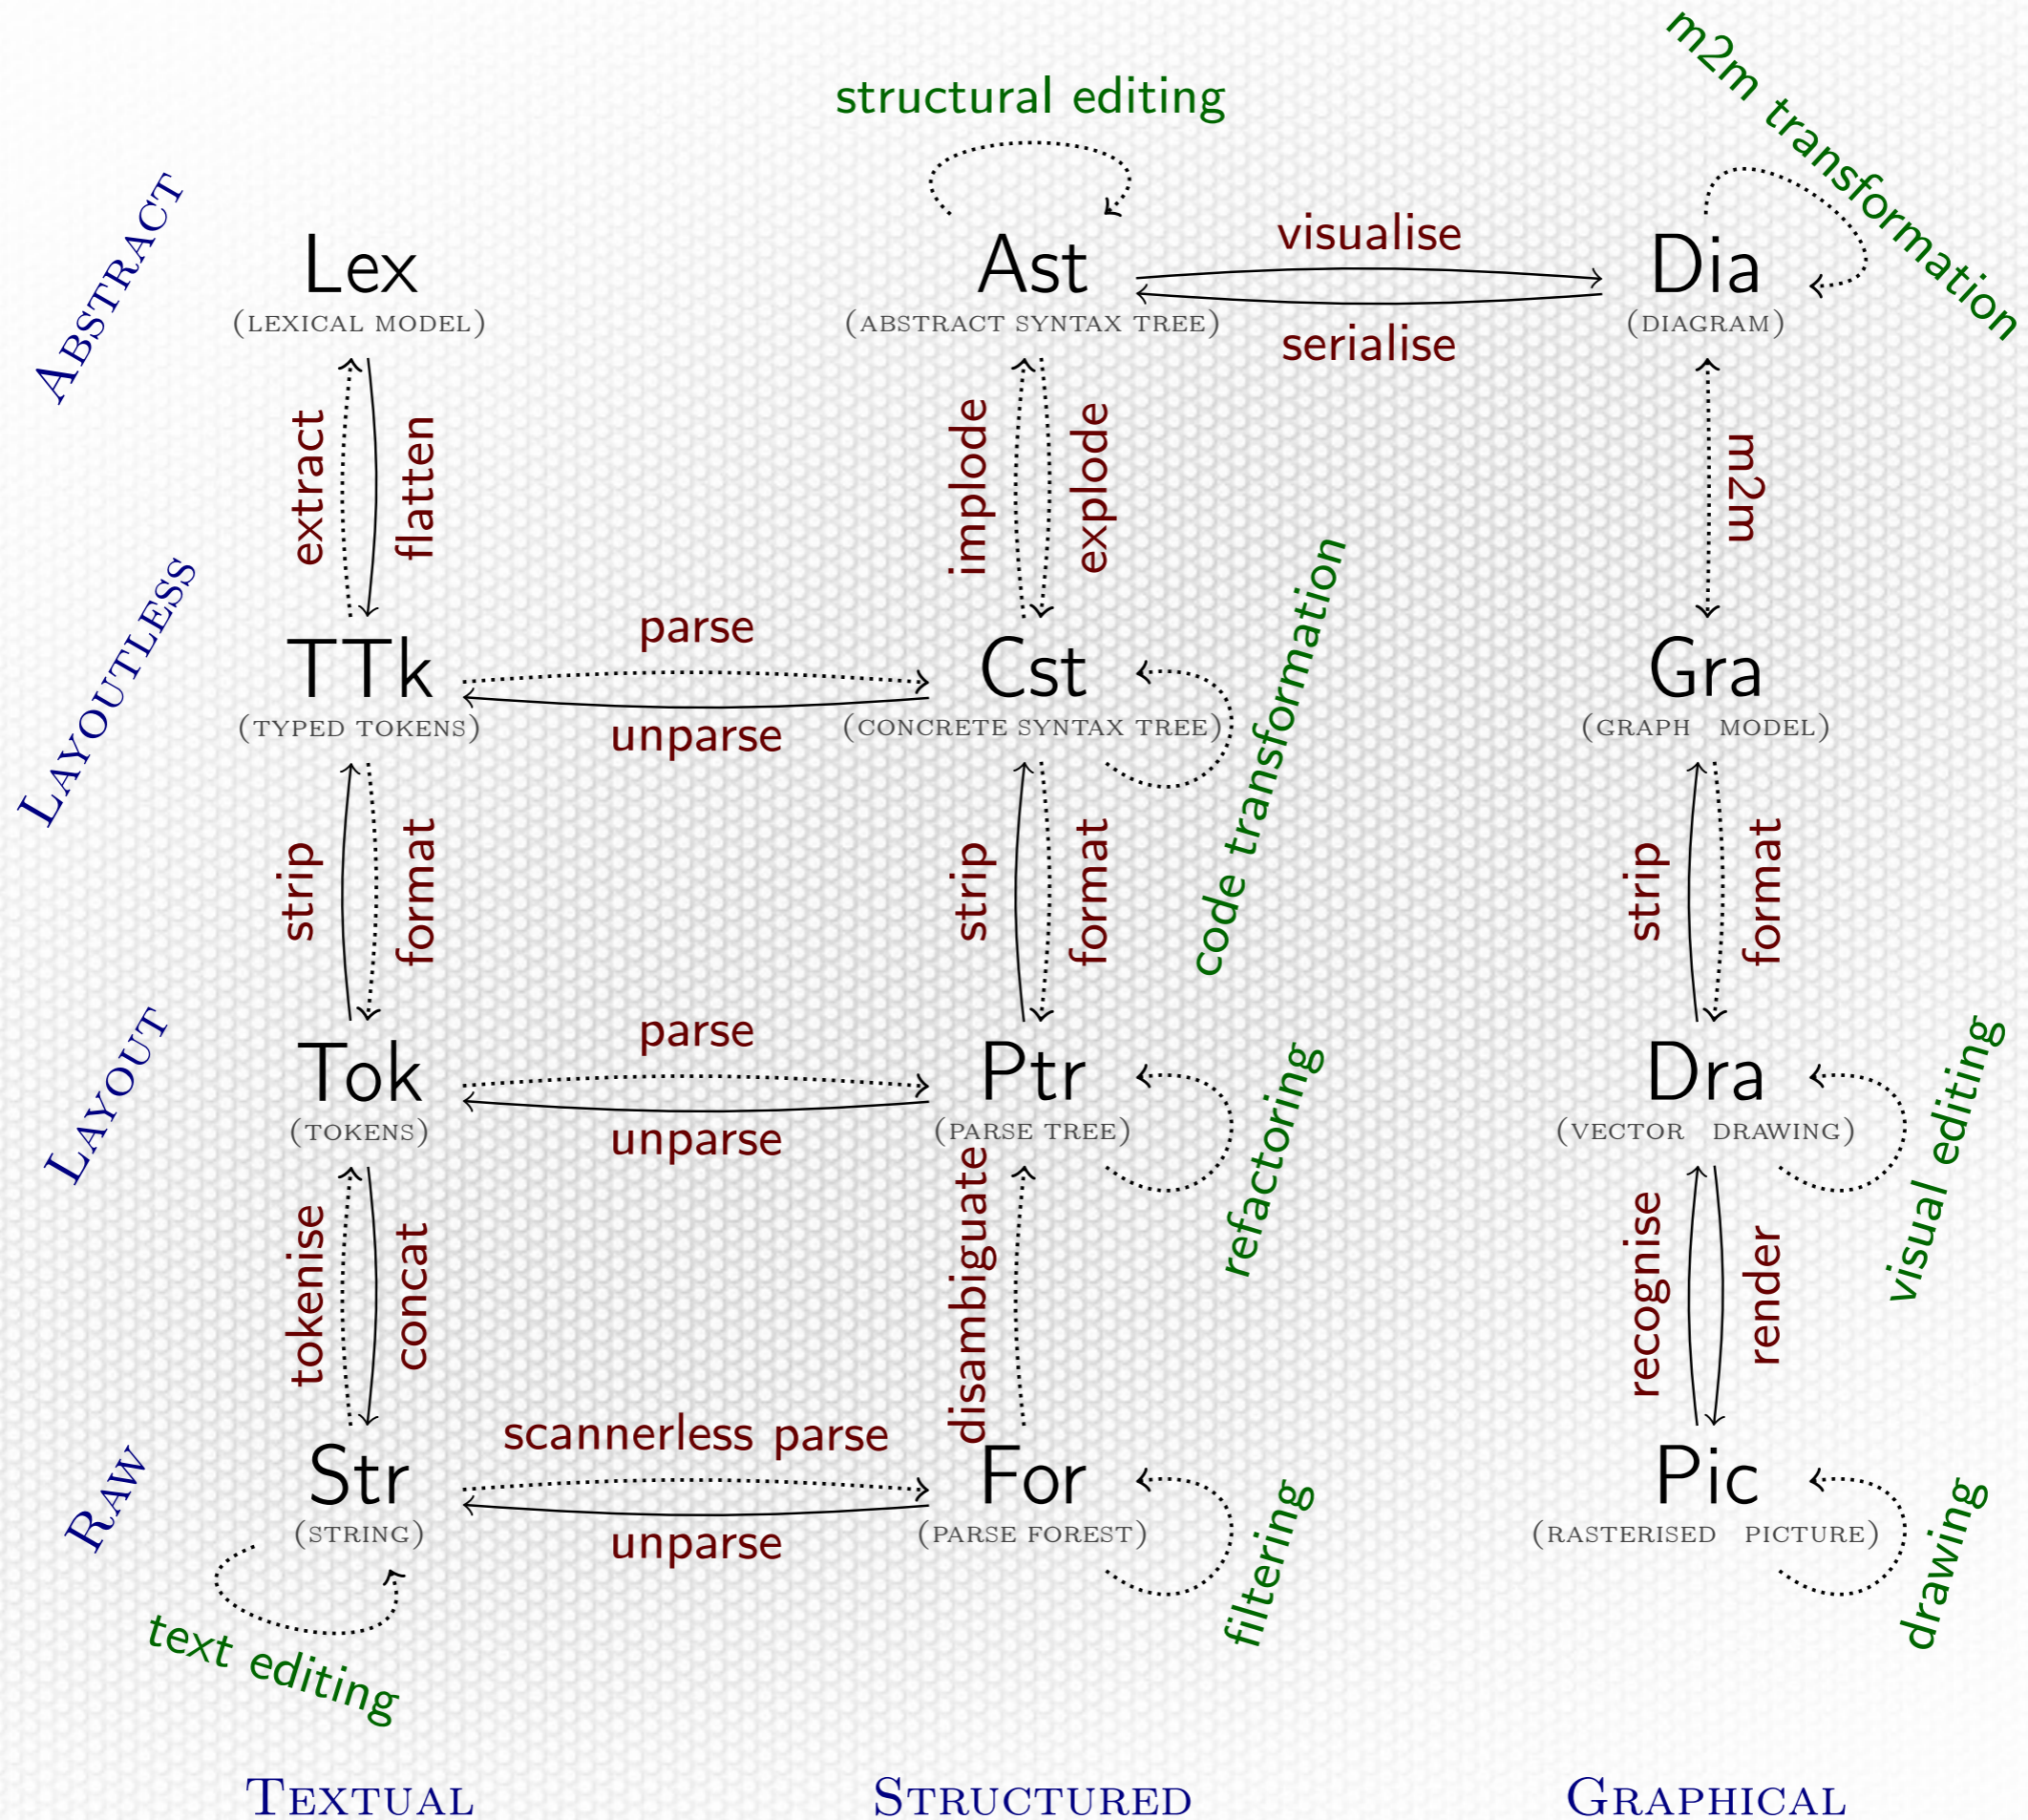 m2m transformation
structural editing
ABSTRACT
Lex
(LEXICAL MODEL)
Ast
(ABSTRACT SYNTAX TREE)
visualise
serialise
Dia
(DIAGRAM)
extract
flatten
implode
explode
m2m
LAYOUTLESS
TTk
(TYPED TOKENS)
parse
unparse
Cst
(CONCRETE SYNTAX TREE)
code transformation
Gra
(GRAPH MODEL)
strip
format
strip
format
strip
format
LAYOUT
Tok
(TOKENS)
parse
unparse
Ptr
(PARSE TREE)
refactoring
Dra
(VECTOR DRAWING)
visual editing
tokenise
concat
disambiguate
recognise
render
RAW
Str
(STRING)
scannerless parse
unparse
For
(PARSE FOREST)
filtering
Pic
(RASTERISED PICTURE)
drawing
text editing
TEXTUAL
STRUCTURED
GRAPHICAL